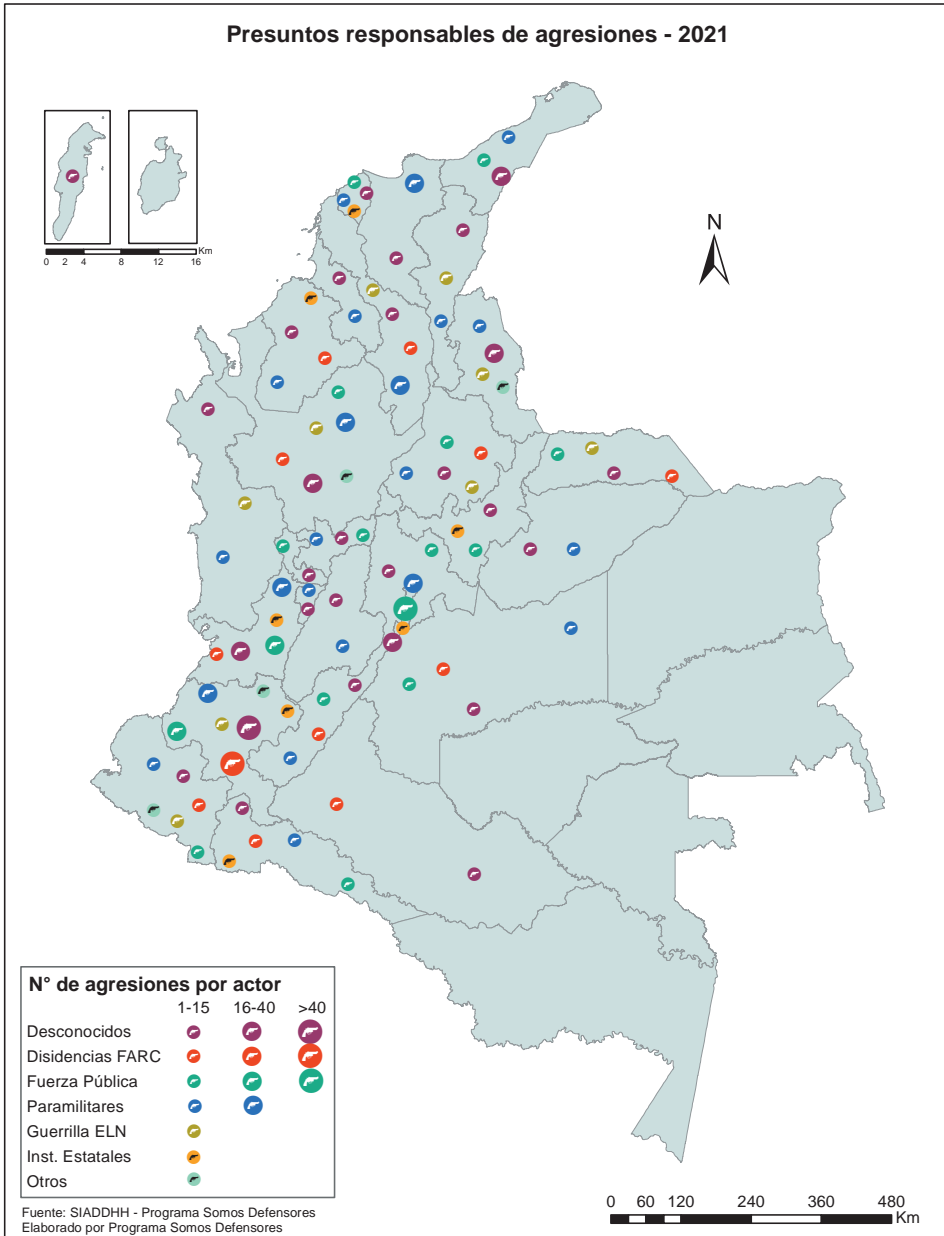 Presuntos responsables de agresiones - 2021
Km
0 2 4 8 12 16
N
N° de agresiones por actor
1-15 16-40 >40
Desconocidos
Disidencias FARC
Fuerza Pública
Paramilitares
Guerrilla ELN
Inst. Estatales
Otros
Fuente: SIADDHH - Programa Somos Defensores
Elaborado por Programa Somos Defensores
0 60 120 240 360 480
Km